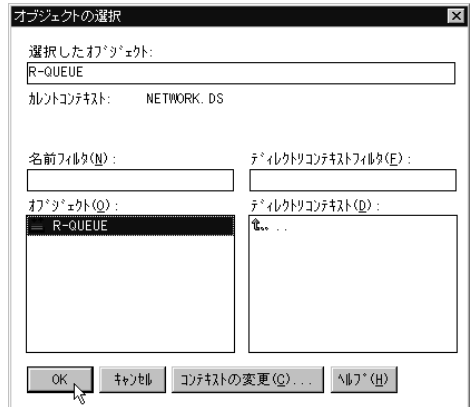 オブジェクトの選択
選択したｵﾌﾞｼﾞｪｸﾄ:
R-QUEUE
ｶﾚﾝﾄｺﾝﾃｷｽﾄ: NETWORK.DS
名前ﾌｨﾙﾀ(N): ﾃﾞｨﾚｸﾄﾘｺﾝﾃｷｽﾄﾌｨﾙﾀ(F):
ｵﾌﾞｼﾞｪｸﾄ(O): ﾃﾞｨﾚｸﾄﾘｺﾝﾃｷｽﾄ(D):
R-QUEUE ..
OK ｷｬﾝｾﾙ ｺﾝﾃｷｽﾄの変更(C)... ﾍﾙﾌﾟ(H)